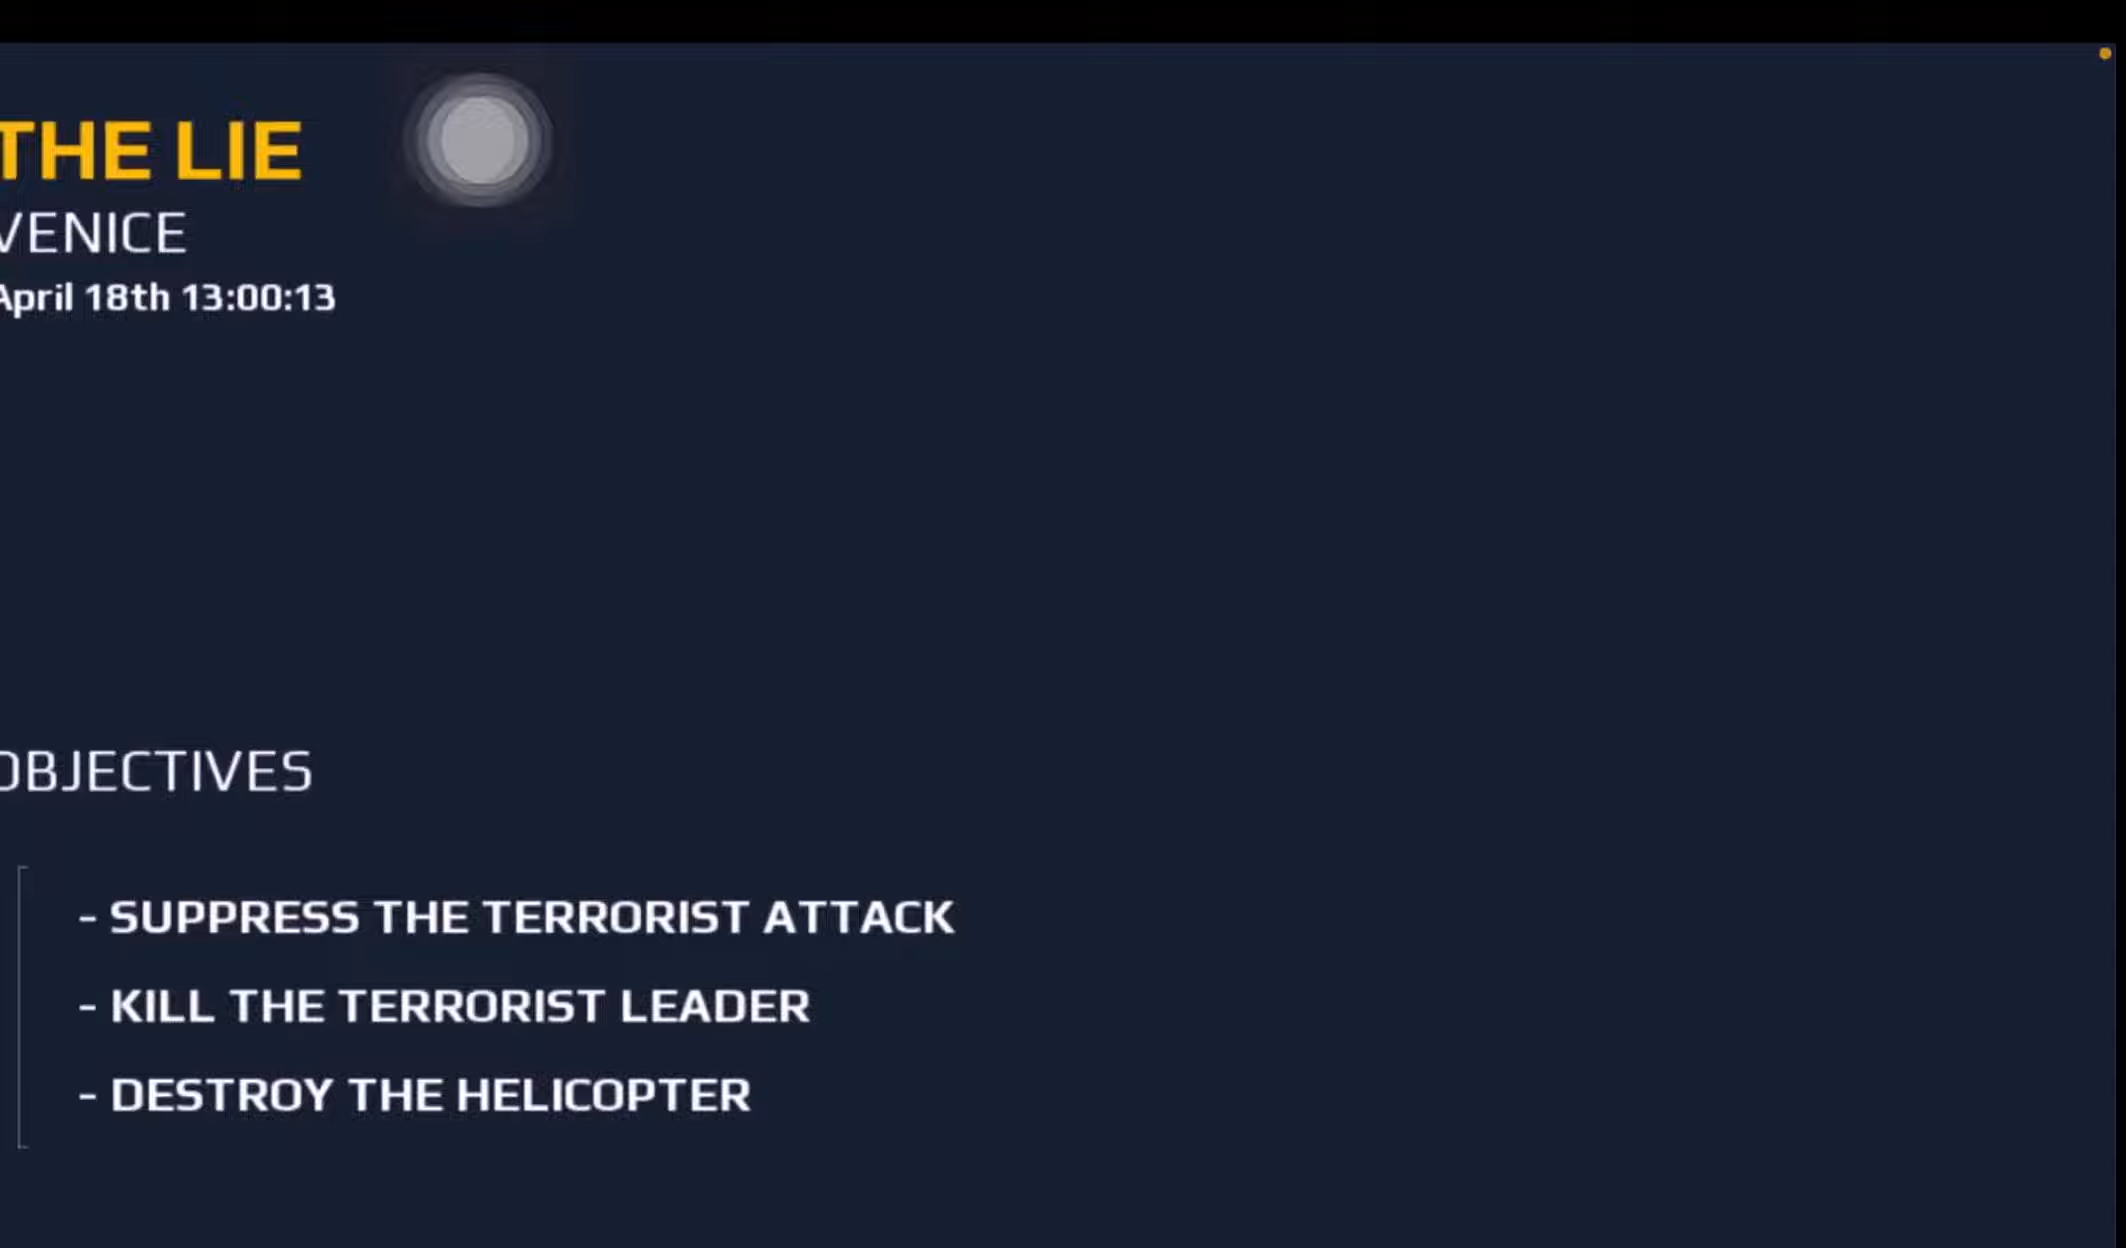 THE LIE
VENICE
April 18th 13:00:13
OBJECTIVES
- SUPPRESS THE TERRORIST ATTACK
- KILL THE TERRORIST LEADER
- DESTROY THE HELICOPTER